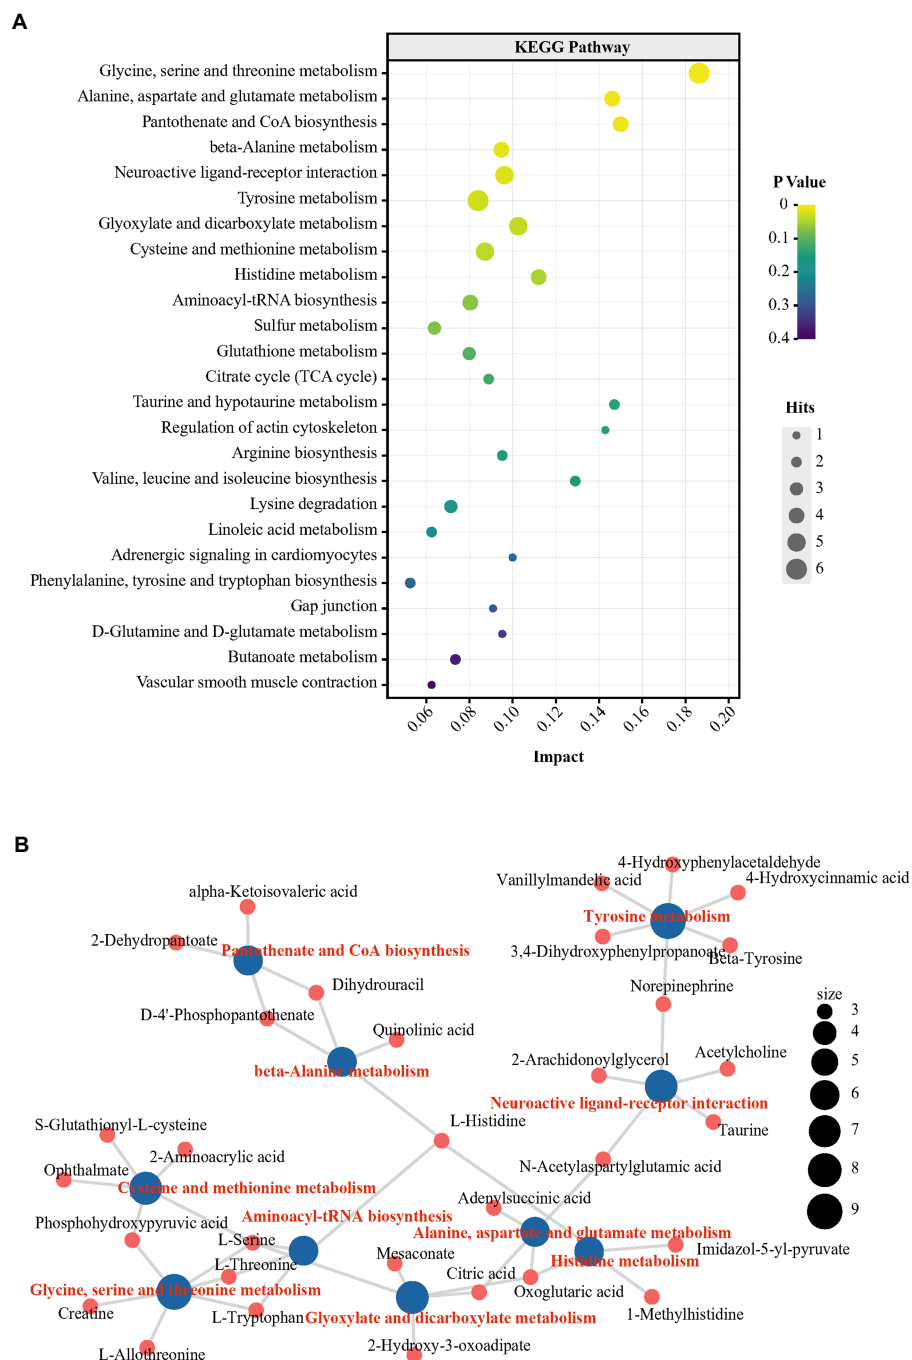 A
KEGG Pathway
Glycine, serine and threonine metabolism
Alanine, aspartate and glutamate metabolism
Pantothenate and CoA biosynthesis
beta-Alanine metabolism
Neuroactive ligand-receptor interaction
Tyrosine metabolism
Glyoxylate and dicarboxylate metabolism
Cysteine and methionine metabolism
Histidine metabolism
Aminoacyl-tRNA biosynthesis
Sulfur metabolism
Glutathione metabolism
Citrate cycle (TCA cycle)
Taurine and hypotaurine metabolism
Regulation of actin cytoskeleton
Arginine biosynthesis
Valine, leucine and isoleucine biosynthesis
Lysine degradation
Linoleic acid metabolism
Adrenergic signaling in cardiomyocytes
Phenylalanine, tyrosine and tryptophan biosynthesis
Gap junction
D-Glutamine and D-glutamate metabolism
Butanoate metabolism
Vascular smooth muscle contraction
0.06 0.08 0.10 0.12 0.14 0.16 0.18 0.20
Impact
P Value
0
0.1
0.2
0.3
0.4
Hits
1
2
3
4
5
6
B
4-Hydroxyphenylacetaldehyde
Vanillylmandelic acid
4-Hydroxycinnamic acid
alpha-Ketoisovaleric acid
Tyrosine metabolism
2-Dehydropantoate
Pantothenate and CoA biosynthesis
3,4-Dihydroxyphenylpropanoate
Beta-Tyrosine
Dihydrouracil
Norepinephrine
D-4'-Phosphopantothenate
Quinolinic acid
2-Arachidonoylglycerol
Acetylcholine
beta-Alanine metabolism
Neuroactive ligand-receptor interaction
L-Histidine
S-Glutathionyl-L-cysteine
Taurine
2-Aminoacrylic acid
Ophthalmate
N-Acetylaspartylglutamic acid
Cysteine and methionine metabolism
Adenylsuccinic acid
Aminoacyl-tRNA biosynthesis
Phosphohydroxypyruvic acid
Alanine, aspartate and glutamate metabolism
L-Serine
Imidazol-5-yl-pyruvate
Mesaconate
L-Threonine
Histidine metabolism
Citric acid
Glycine, serine and threonine metabolism
Oxoglutaric acid
Creatine
L-Tryptophan
Glyoxylate and dicarboxylate metabolism
1-Methylhistidine
2-Hydroxy-3-oxoadipate
L-Allothreonine
size
3
4
5
6
7
8
9